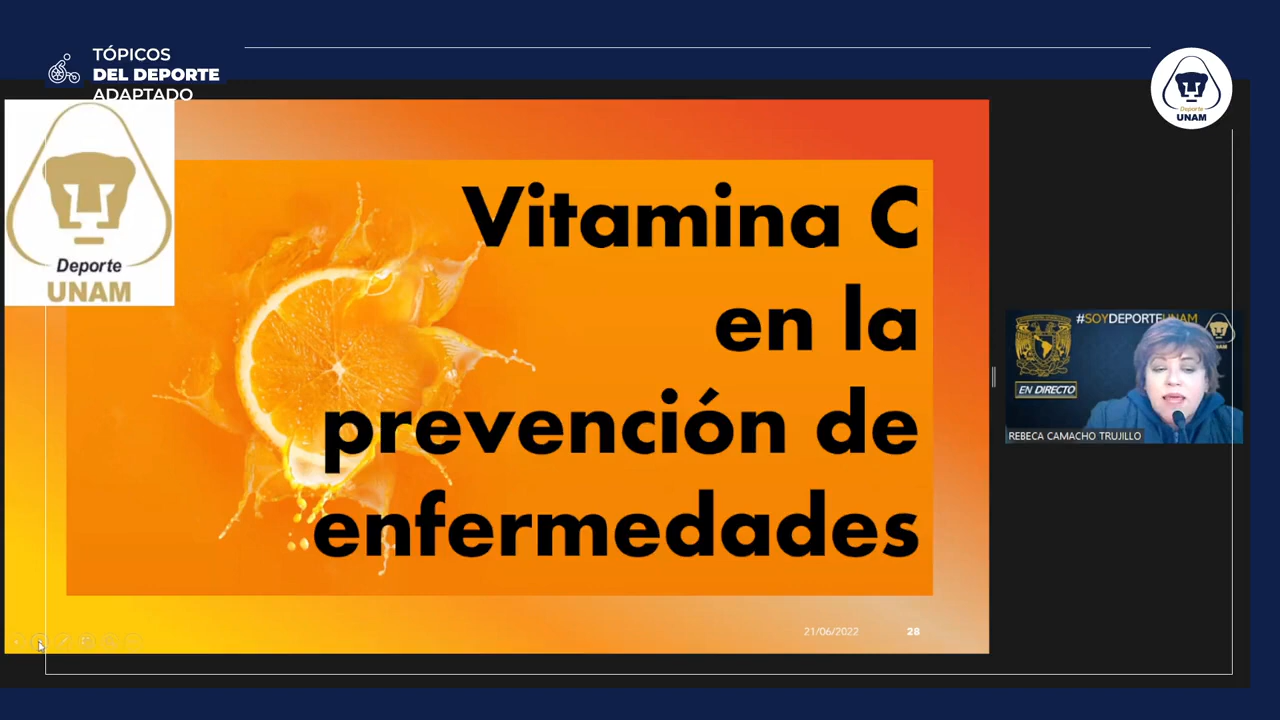 TÓPICOS
DEL DEPORTE
ADAPTADO
Deporte
UNAM
Deporte
UNAM
Vitamina C
en la
prevención de
enfermedades
21/06/2022
28
#SOYDEPORTEUNAM
EN DIRECTO
REBECA CAMACHO TRUJILLO